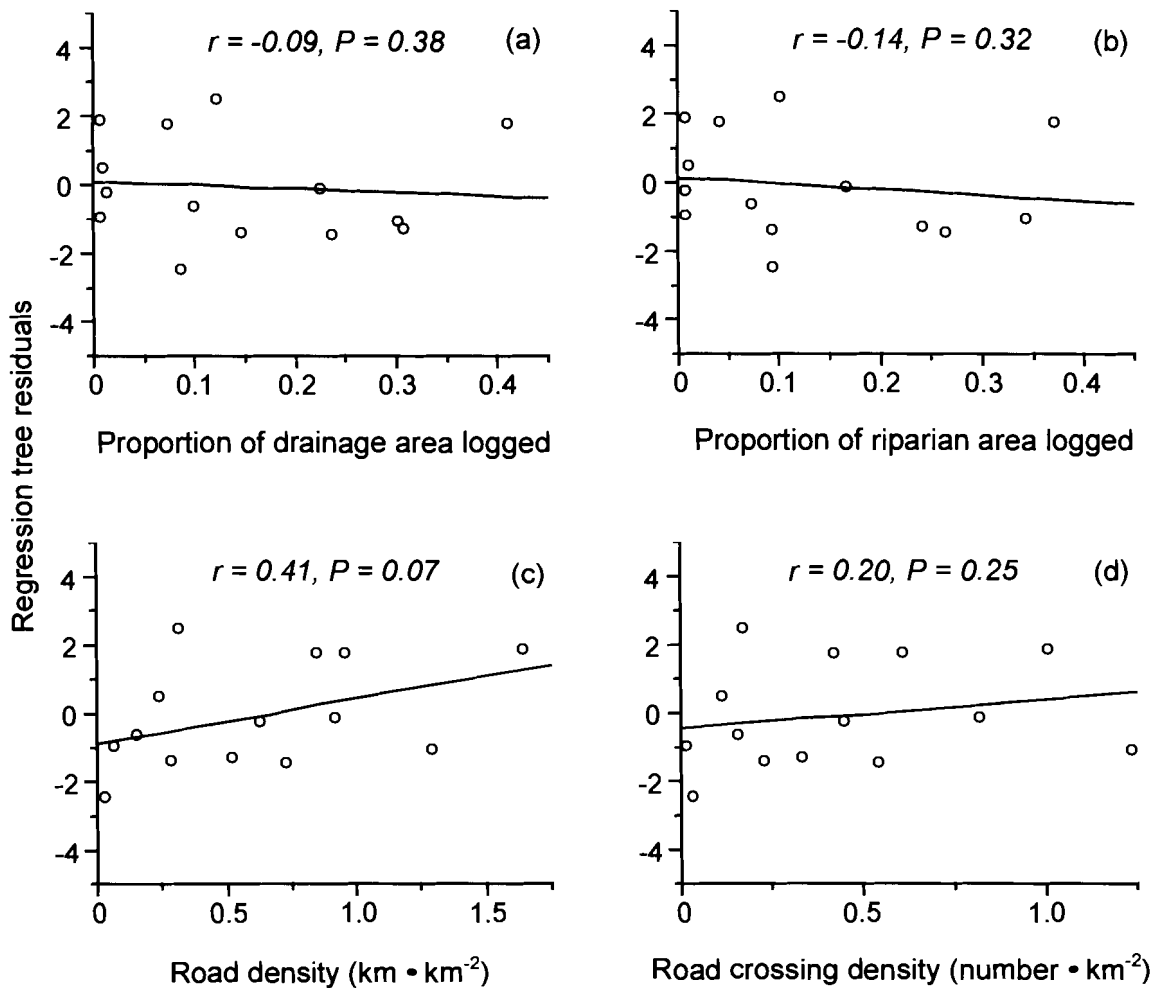 r = -0.09, P = 0.38 (a)
4
2
0
-2
-4
0 0.1 0.2 0.3 0.4
Proportion of drainage area logged
r = -0.14, P = 0.32 (b)
4
2
0
-2
-4
0 0.1 0.2 0.3 0.4
Proportion of riparian area logged
Regression tree residuals
r = 0.41, P = 0.07 (c)
4
2
0
-2
-4
0 0.5 1.0 1.5
Road density (km • km⁻²)
r = 0.20, P = 0.25 (d)
4
2
0
-2
-4
0 0.5 1.0
Road crossing density (number • km⁻²)